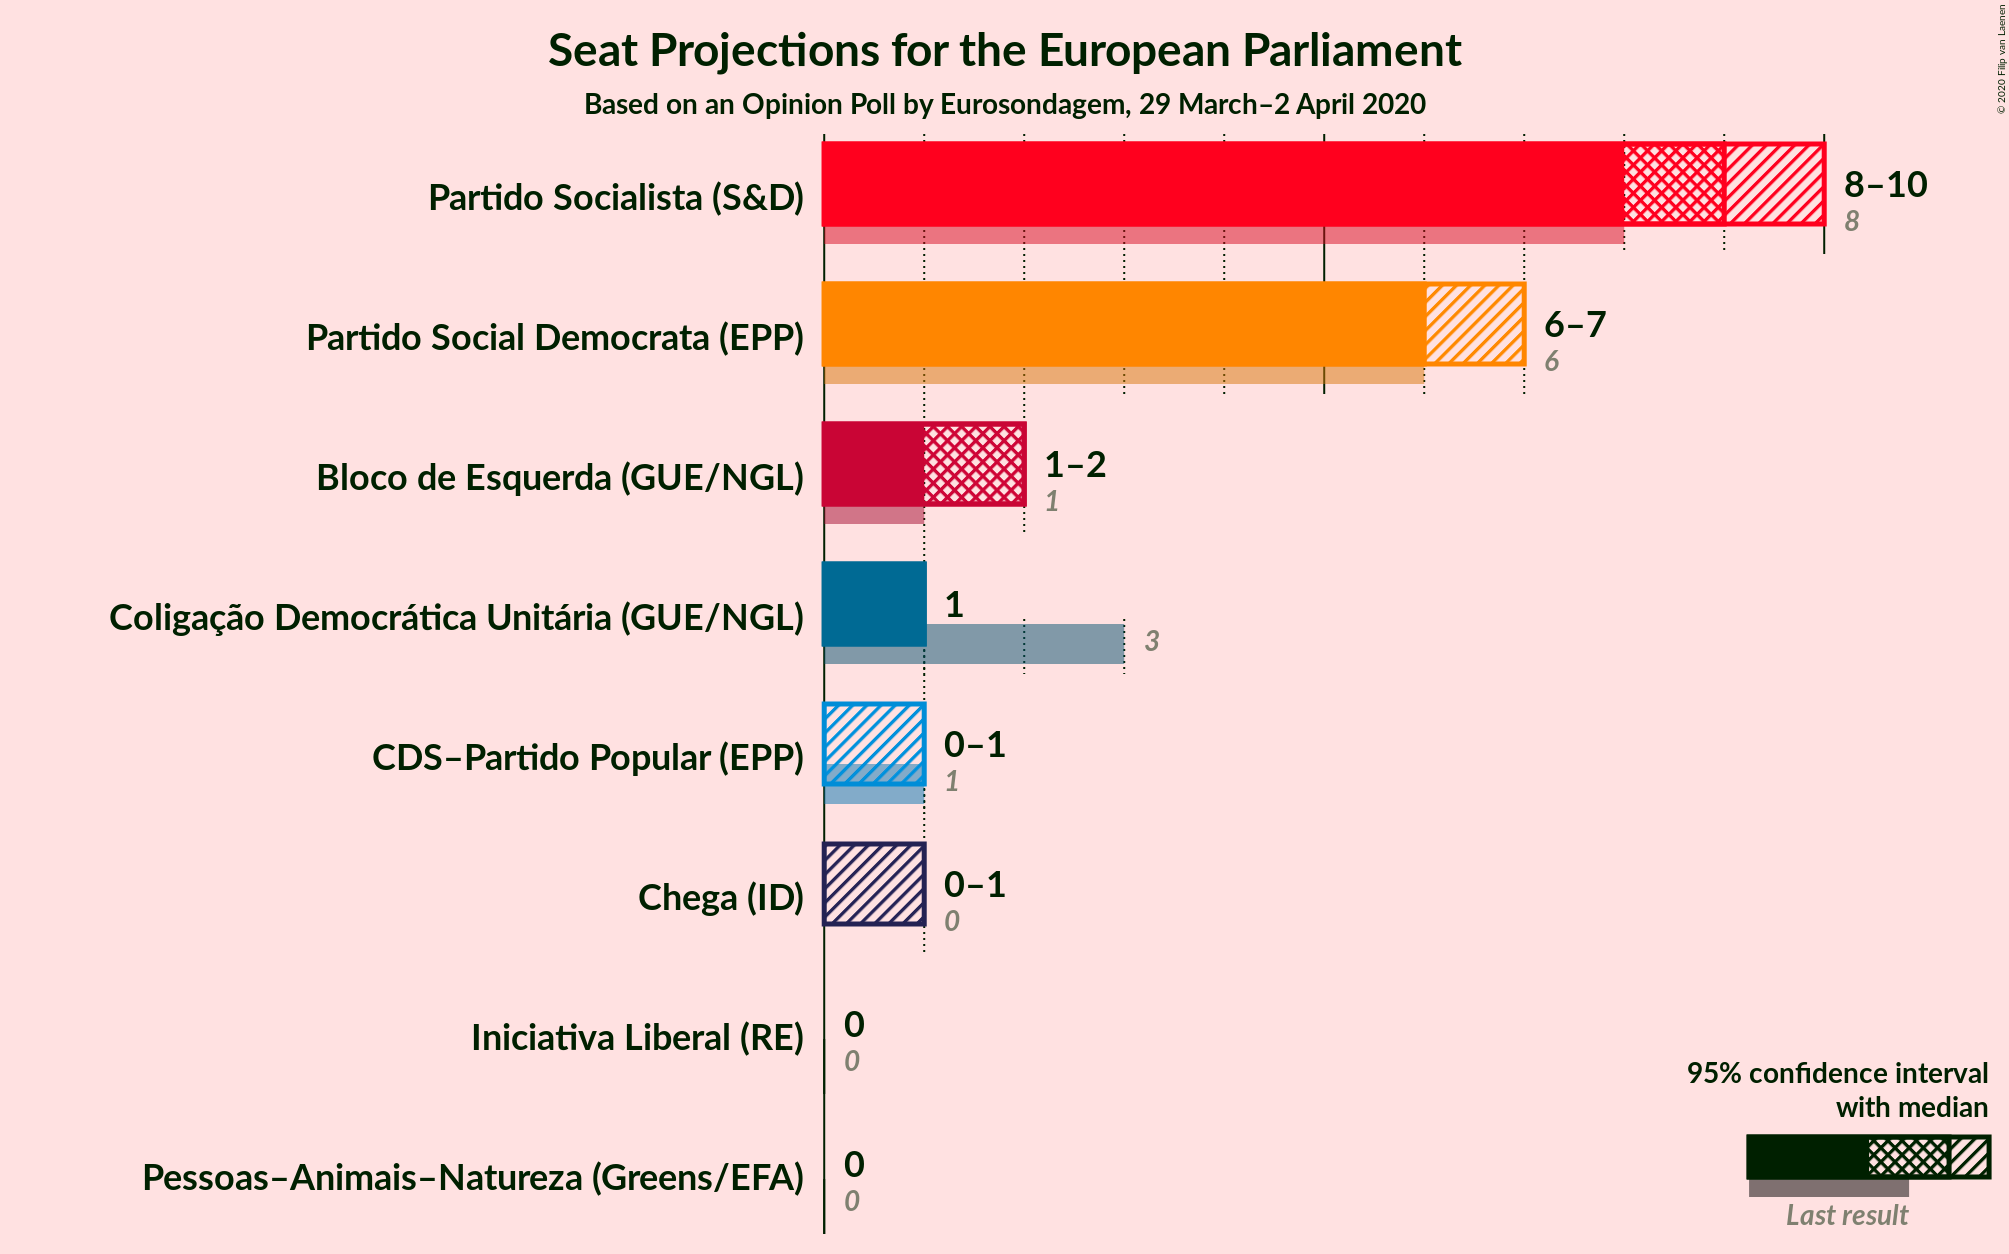 Seat Projections for the European Parliament
Based on an Opinion Poll by Eurosondagem, 29 March–2 April 2020
© 2020 Filip van Laenen
Partido Socialista (S&D)
8–10
8
Partido Social Democrata (EPP)
6–7
6
Bloco de Esquerda (GUE/NGL)
1–2
1
Coligação Democrática Unitária (GUE/NGL)
1
3
CDS–Partido Popular (EPP)
0–1
1
Chega (ID)
0–1
0
Iniciativa Liberal (RE)
0
0
Pessoas–Animais–Natureza (Greens/EFA)
0
0
95% confidence interval
with median
Last result